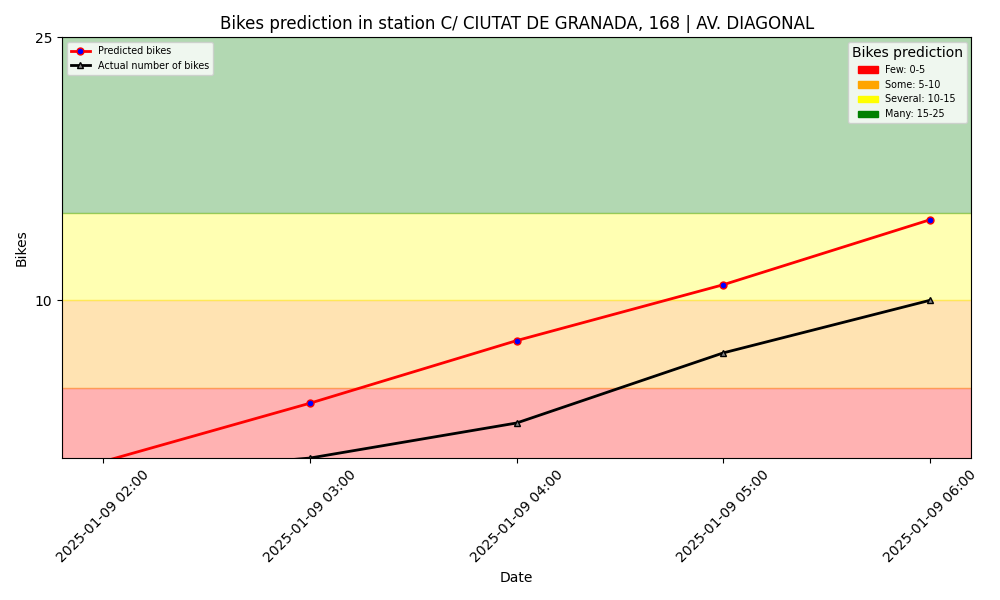 Bikes prediction in station C/ CIUTAT DE GRANADA, 168 | AV. DIAGONAL
25
Predicted bikes
Actual number of bikes
Bikes prediction
Few: 0-5
Some: 5-10
Several: 10-15
Many: 15-25
Bikes
10
2025-01-09 02:00
2025-01-09 03:00
2025-01-09 04:00
2025-01-09 05:00
2025-01-09 06:00
Date